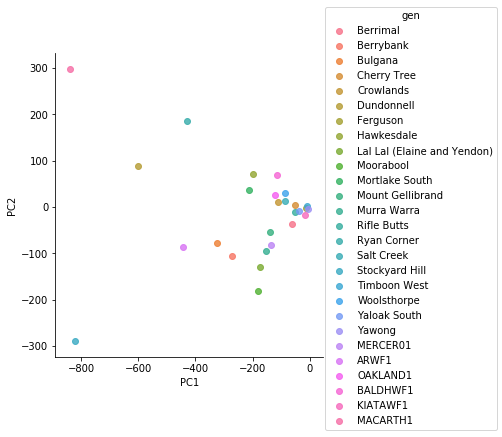 gen
Berrimal
Berrybank
Bulgana
Cherry Tree
Crowlands
Dundonnell
Ferguson
Hawkesdale
Lal Lal (Elaine and Yendon)
Moorabool
Mortlake South
Mount Gellibrand
Murra Warra
Rifle Butts
Ryan Corner
Salt Creek
Stockyard Hill
Timboon West
Woolsthorpe
Yaloak South
Yawong
MERCER01
ARWF1
OAKLAND1
BALDHWF1
KIATAWF1
MACARTH1
PC2
300
200
100
0
−100
−200
−300
−800
−600
−400
−200
0
PC1